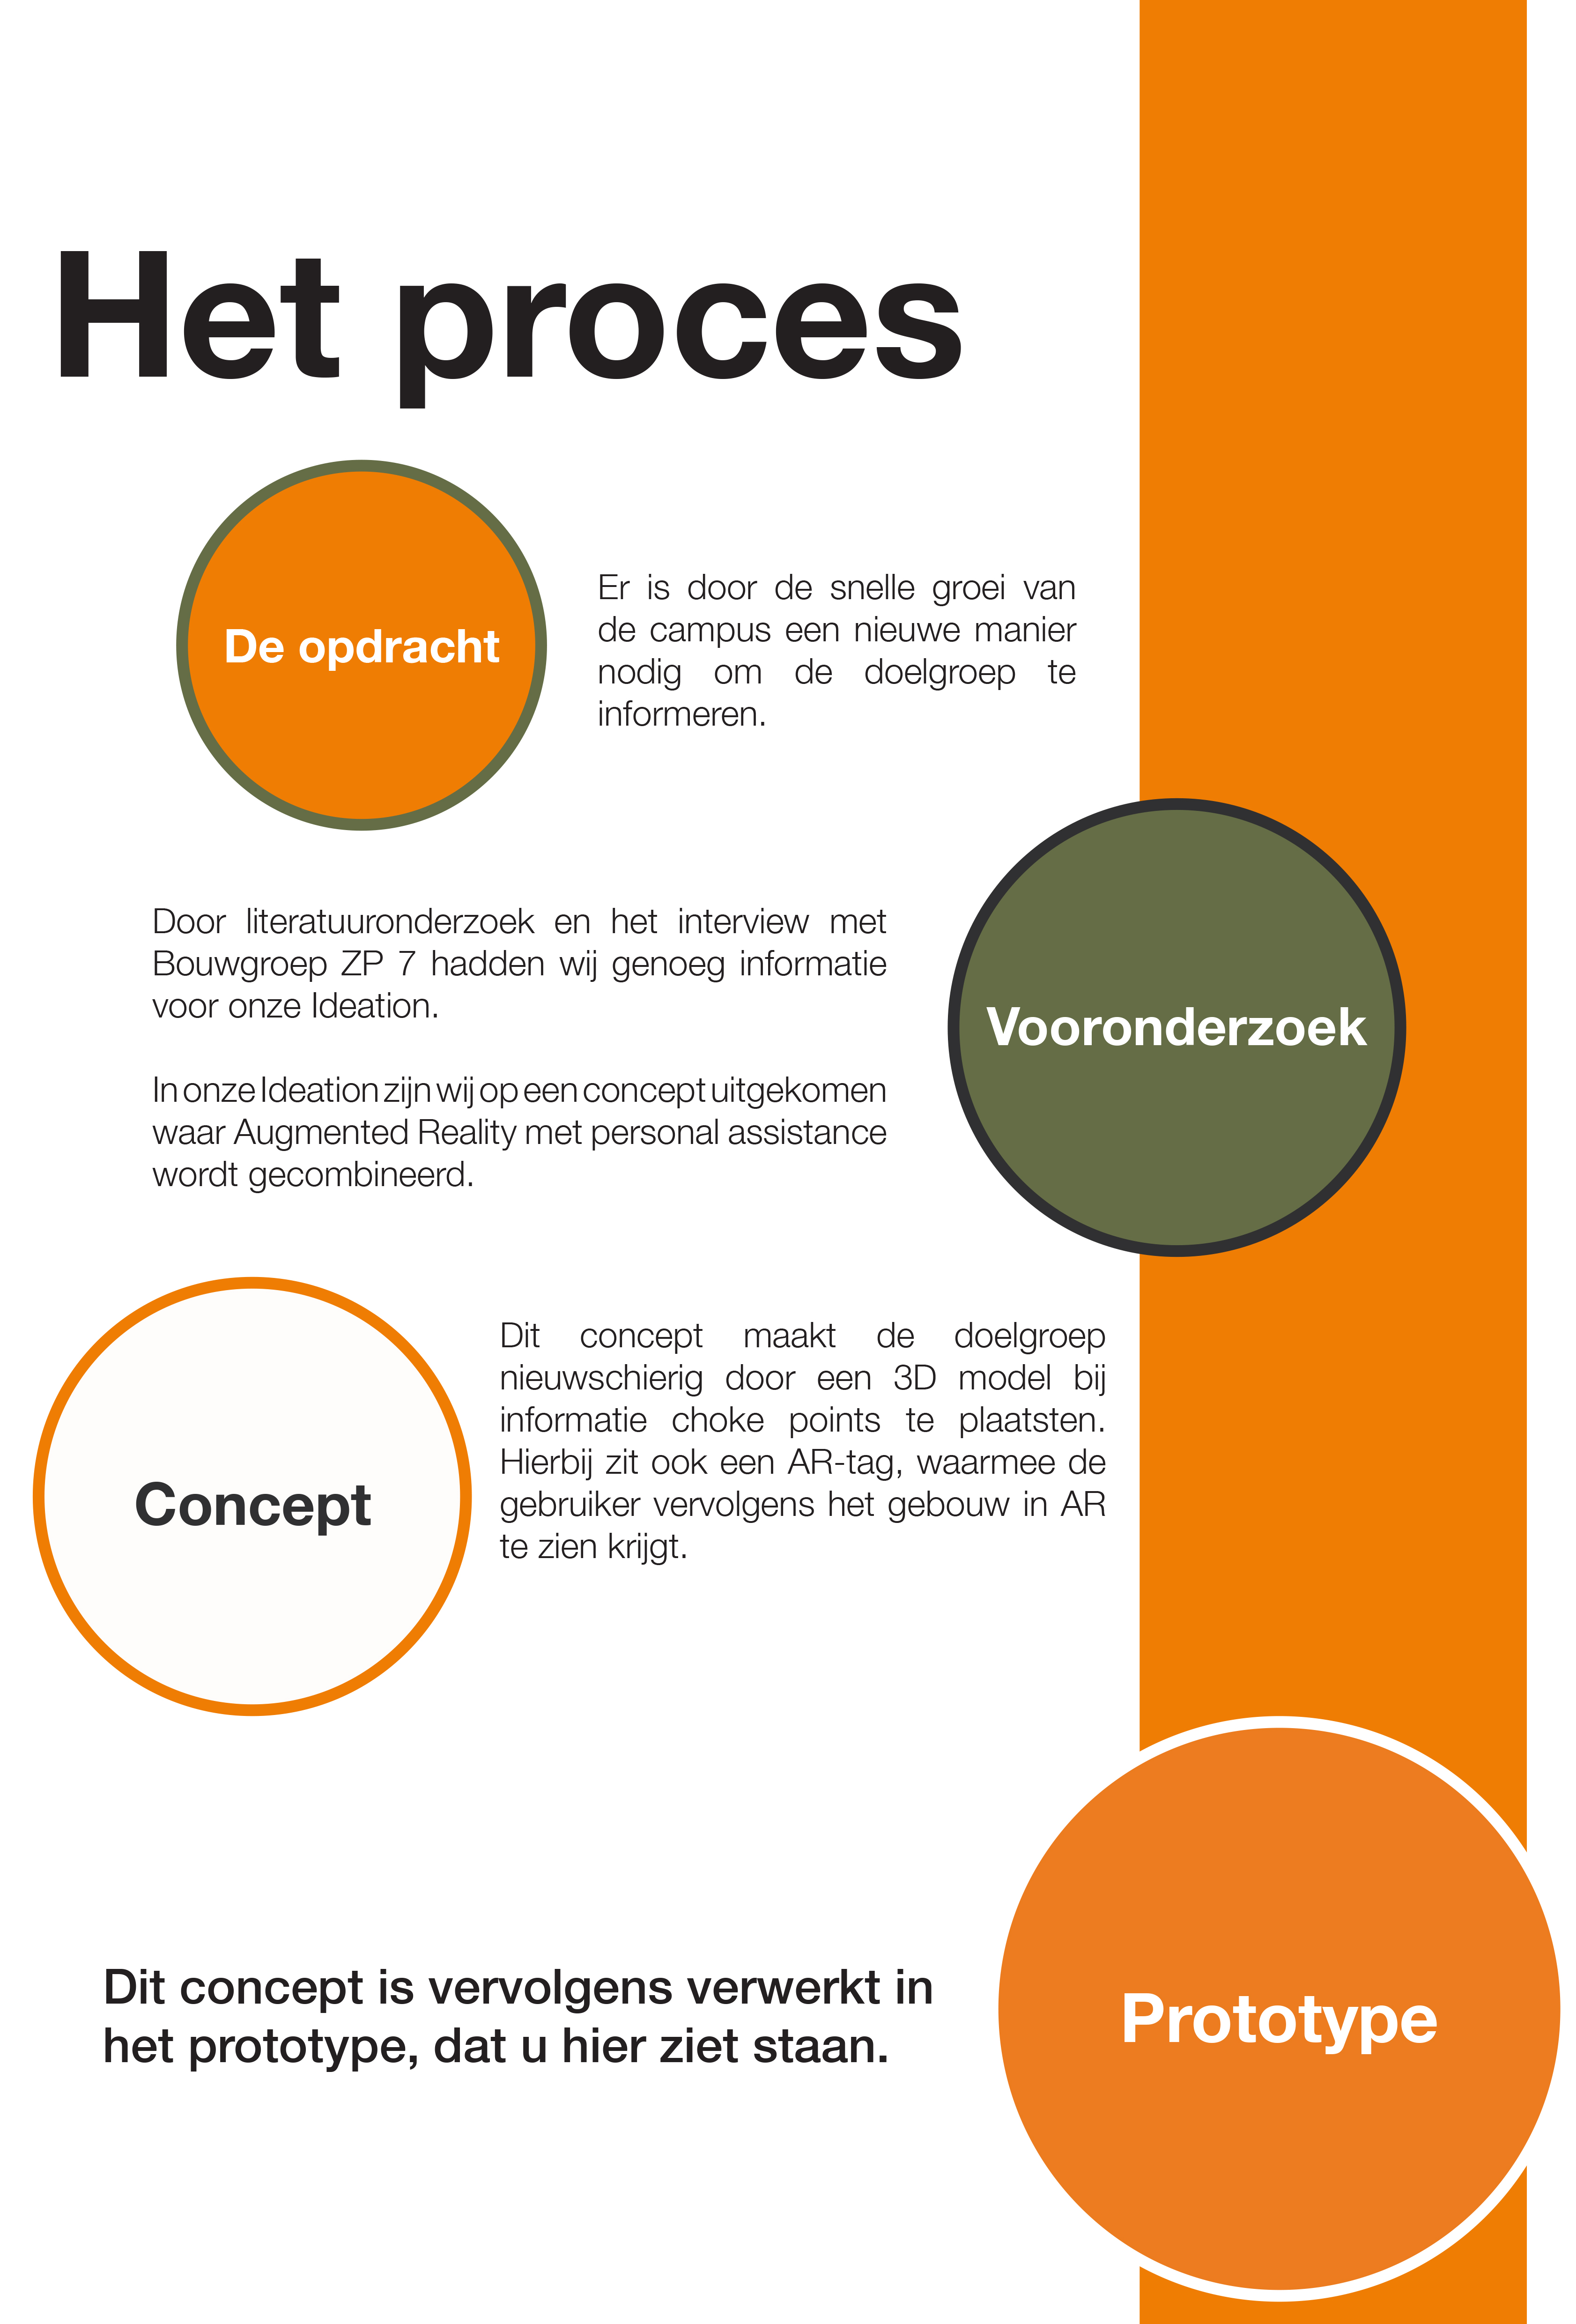 Het proces
De opdracht
Er is door de snelle groei van
de campus een nieuwe manier
nodig om de doelgroep te
informeren.
Door literatuuronderzoek en het interview met
Bouwgroep ZP 7 hadden wij genoeg informatie
voor onze Ideation.
In onze Ideation zijn wij op een concept uitgekomen
waar Augmented Reality met personal assistance
wordt gecombineerd.
Vooronderzoek
Concept
Dit concept maakt de doelgroep
nieuwschierig door een 3D model bij
informatie choke points te plaatsten.
Hierbij zit ook een AR-tag, waarmee de
gebruiker vervolgens het gebouw in AR
te zien krijgt.
Dit concept is vervolgens verwerkt in
het prototype, dat u hier ziet staan.
Prototype